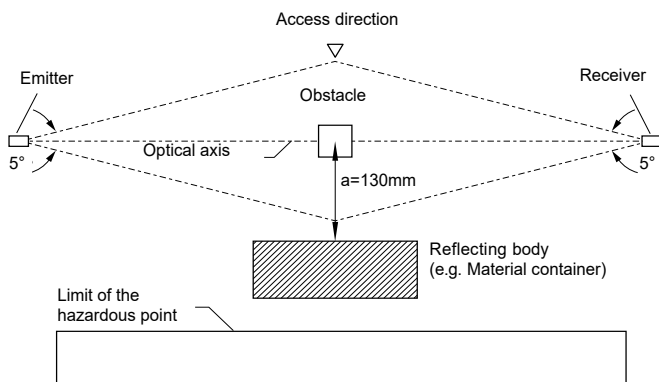 Access direction
Emitter
Receiver
Obstacle
Optical axis
5°
5°
a=130mm
Reflecting body
(e.g. Material container)
Limit of the
hazardous point